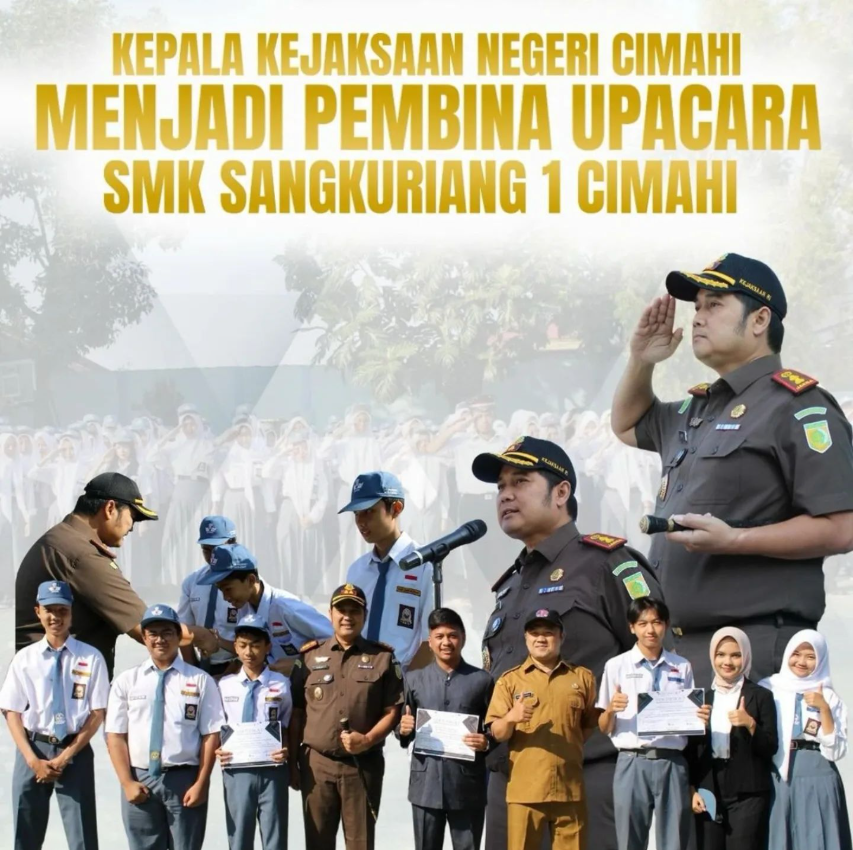 KEPALA KEJAKSAAN NEGERI CIMAHI
MENJADI PEMBINA UPACARA
SMK SANGKURIANG 1 CIMAHI